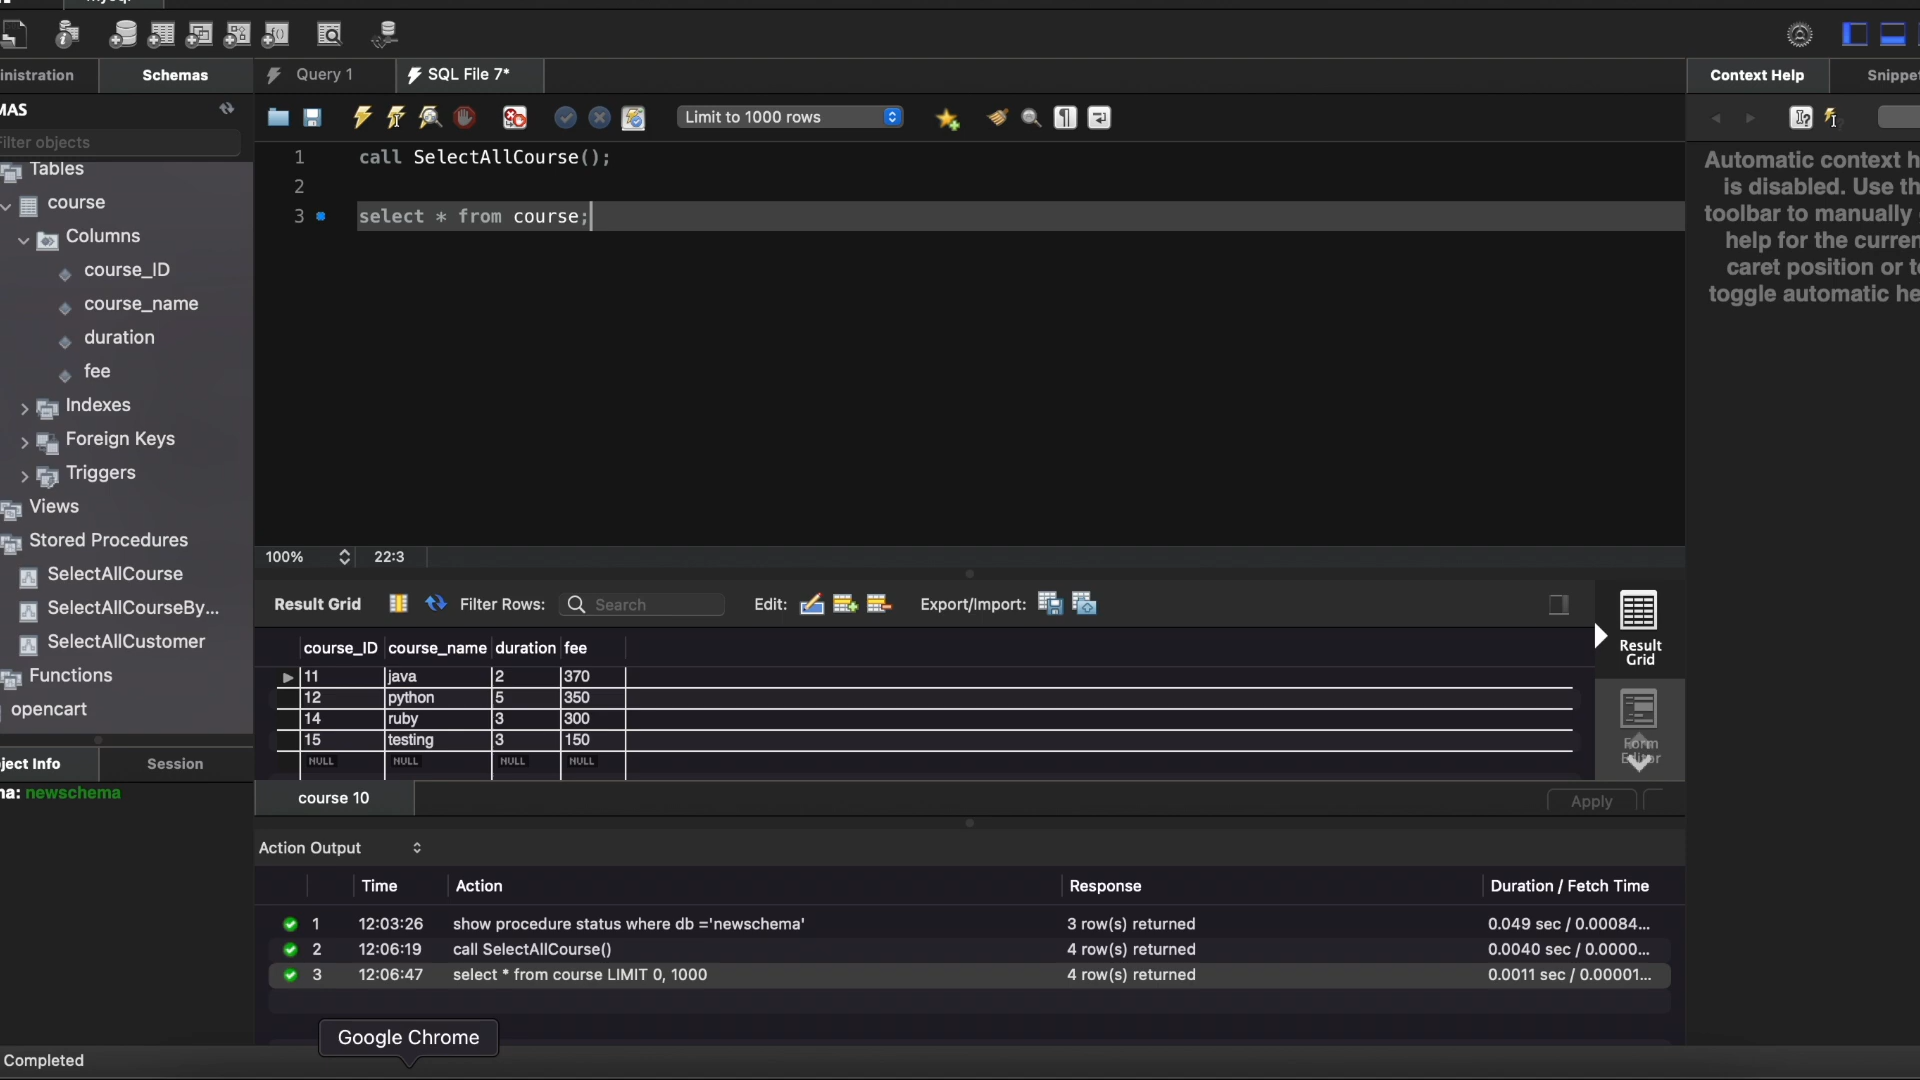 Schemas
Query 1
SQL File 7*
Context Help
Limit to 1000 rows
Filter objects
1 call SelectAllCourse();
2
3 select * from course;
Tables
course
Columns
course_ID
course_name
duration
fee
Indexes
Foreign Keys
Triggers
Views
Stored Procedures
SelectAllCourse
SelectAllCourseBy...
SelectAllCustomer
Functions
opencart
Session
newschema
Automatic context
is disabled. Use
toolbar to manually
help for the
caret position or
toggle automatic
100% 22:3
Result Grid Filter Rows: Search Edit: Export/Import:
course_ID course_name duration fee
11 java 2 370
12 python 5 350
14 ruby 3 300
15 testing 3 150
NULL NULL NULL NULL
Result
Grid
Form
Editor
course 10
Apply
Action Output
Time Action Response Duration / Fetch Time
1 12:03:26 show procedure status where db ='newschema' 3 row(s) returned 0.049 sec / 0.00084...
2 12:06:19 call SelectAllCourse() 4 row(s) returned 0.0040 sec / 0.0000...
3 12:06:47 select * from course LIMIT 0, 1000 4 row(s) returned 0.0011 sec / 0.00001...
Google Chrome
Completed